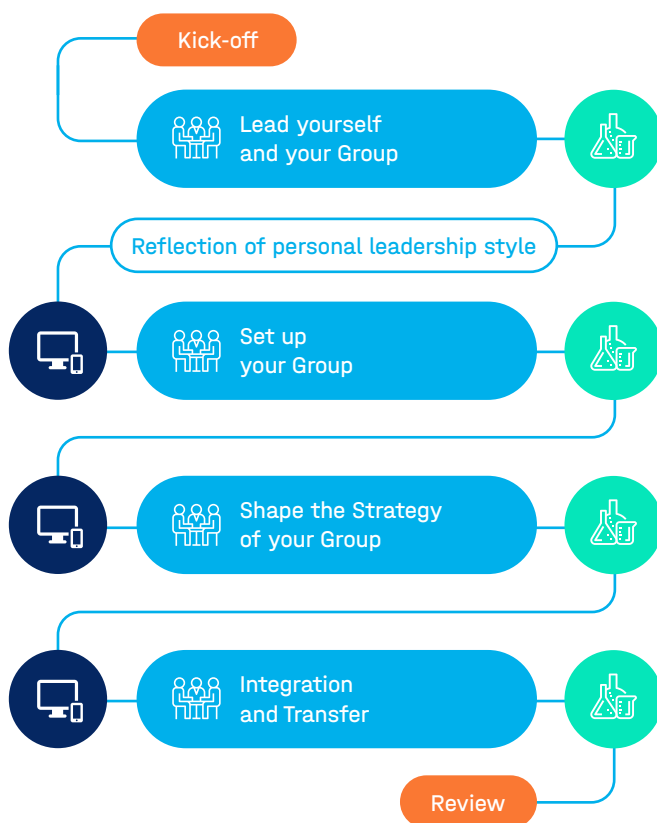 Kick-off
Lead yourself
and your Group
Reflection of personal leadership style
Set up
your Group
Shape the Strategy
of your Group
Integration
and Transfer
Review